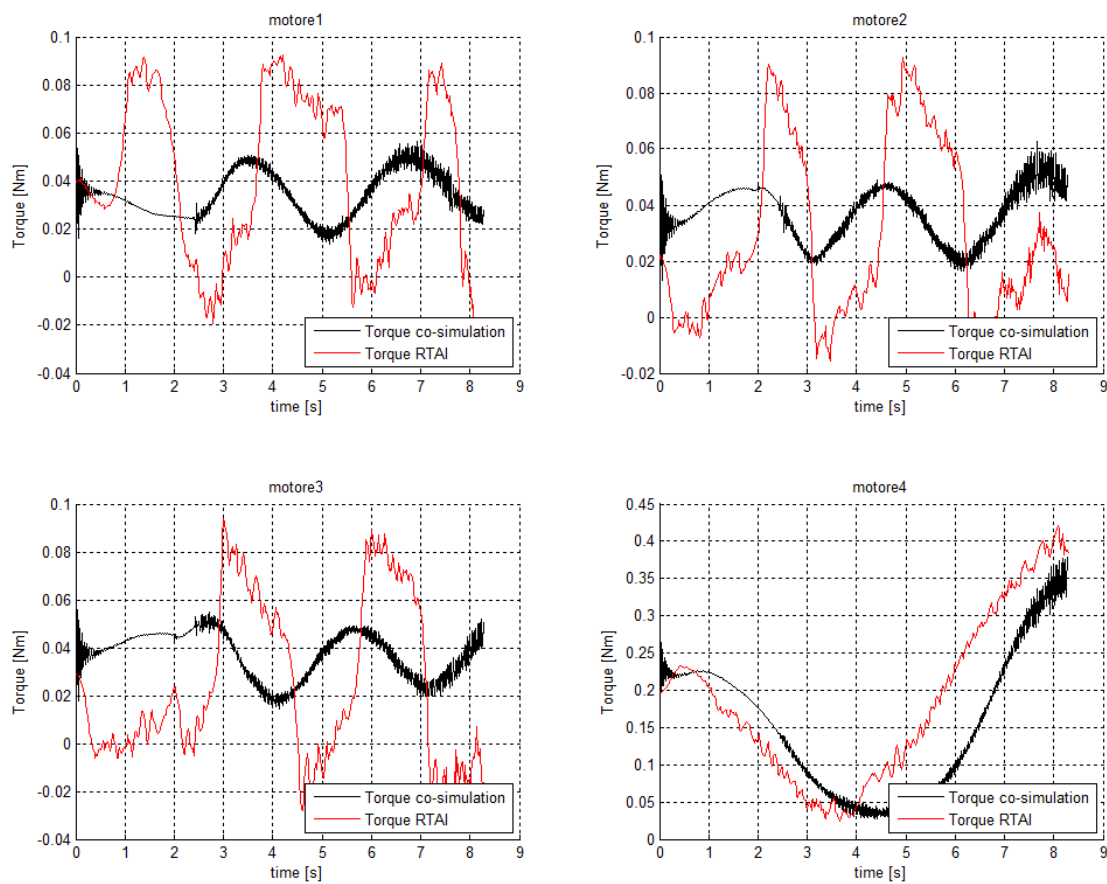 motore1
Torque [Nm]
0.1
0.08
0.06
0.04
0.02
0
-0.02
-0.04
0 1 2 3 4 5 6 7 8 9
time [s]
Torque co-simulation
Torque RTAI
motore2
Torque [Nm]
0.1
0.08
0.06
0.04
0.02
0
-0.02
0 1 2 3 4 5 6 7 8 9
time [s]
Torque co-simulation
Torque RTAI
motore3
Torque [Nm]
0.1
0.08
0.06
0.04
0.02
0
-0.02
-0.04
0 1 2 3 4 5 6 7 8 9
time [s]
Torque co-simulation
Torque RTAI
motore4
Torque [Nm]
0.45
0.4
0.35
0.3
0.25
0.2
0.15
0.1
0.05
0
0 1 2 3 4 5 6 7 8 9
time [s]
Torque co-simulation
Torque RTAI